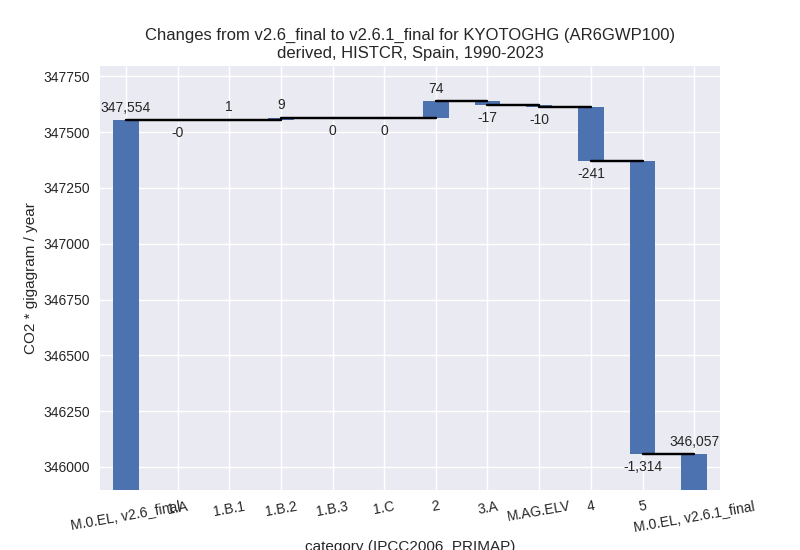 Changes from v2.6_final to v2.6.1_final for KYOTOGHG (AR6GWP100)
derived, HISTCR, Spain, 1990-2023
CO2 * gigagram / year
347750
347500
347250
347000
346750
346500
346250
346000
347,554
-0
1
9
0
0
74
-17
-10
-241
-1,314
346,057
M.0.EL, v2.6_final
1.A
1.B.1
1.B.2
1.B.3
1.C
2
3.A
M.AG.ELV
4
5
M.0.EL, v2.6.1_final
category (IPCC2006_PRIMAP)